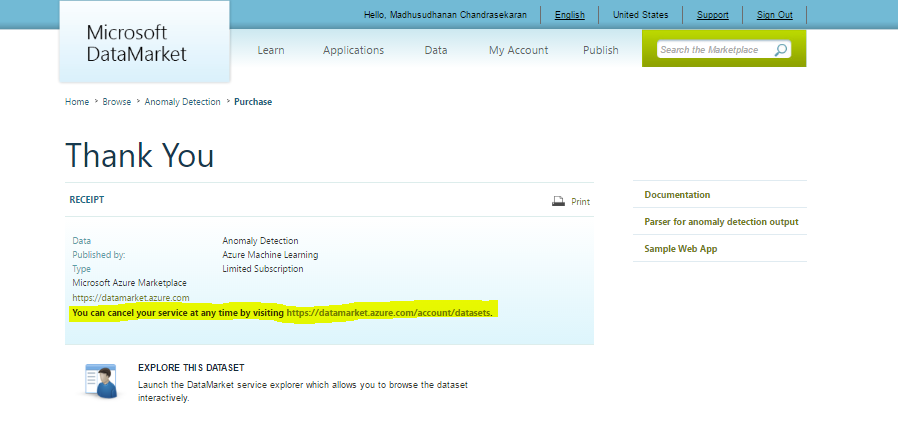 Hello, Madhusudhanan Chandrasekaran English United States Support Sign Out
Microsoft
DataMarket
Learn Applications Data My Account Publish Search the Marketplace
Home > Browse > Anomaly Detection > Purchase
Thank You
RECEIPT Print
Data Anomaly Detection
Published by: Azure Machine Learning
Type Limited Subscription
Microsoft Azure Marketplace
https://datamarket.azure.com
You can cancel your service at any time by visiting https://datamarket.azure.com/account/datasets.
Documentation
Parser for anomaly detection output
Sample Web App
EXPLORE THIS DATASET
Launch the DataMarket service explorer which allows you to browse the dataset
interactively.